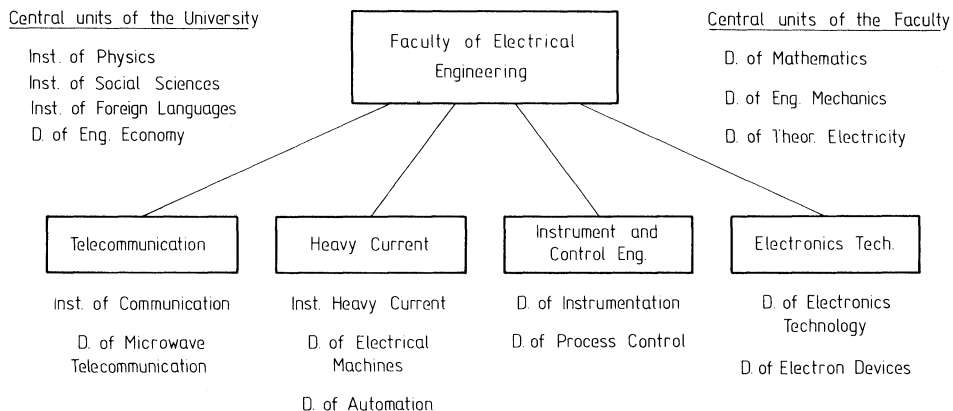 Central units of the University
Inst. of Physics
Inst. of Social Sciences
Inst. of Foreign Languages
D. of Eng. Economy
Faculty of Electrical
Engineering
Central units of the Faculty
D. of Mathematics
D. of Eng. Mechanics
D. of Theor. Electricity
Telecommunication
Inst. of Communication
D. of Microwave
Telecommunication
Heavy Current
Inst. Heavy Current
D. of Electrical
Machines
D. of Automation
Instrument and
Control Eng.
D. of Instrumentation
D. of Process Control
Electronics Tech.
D. of Electronics
Technology
D. of Electron Devices